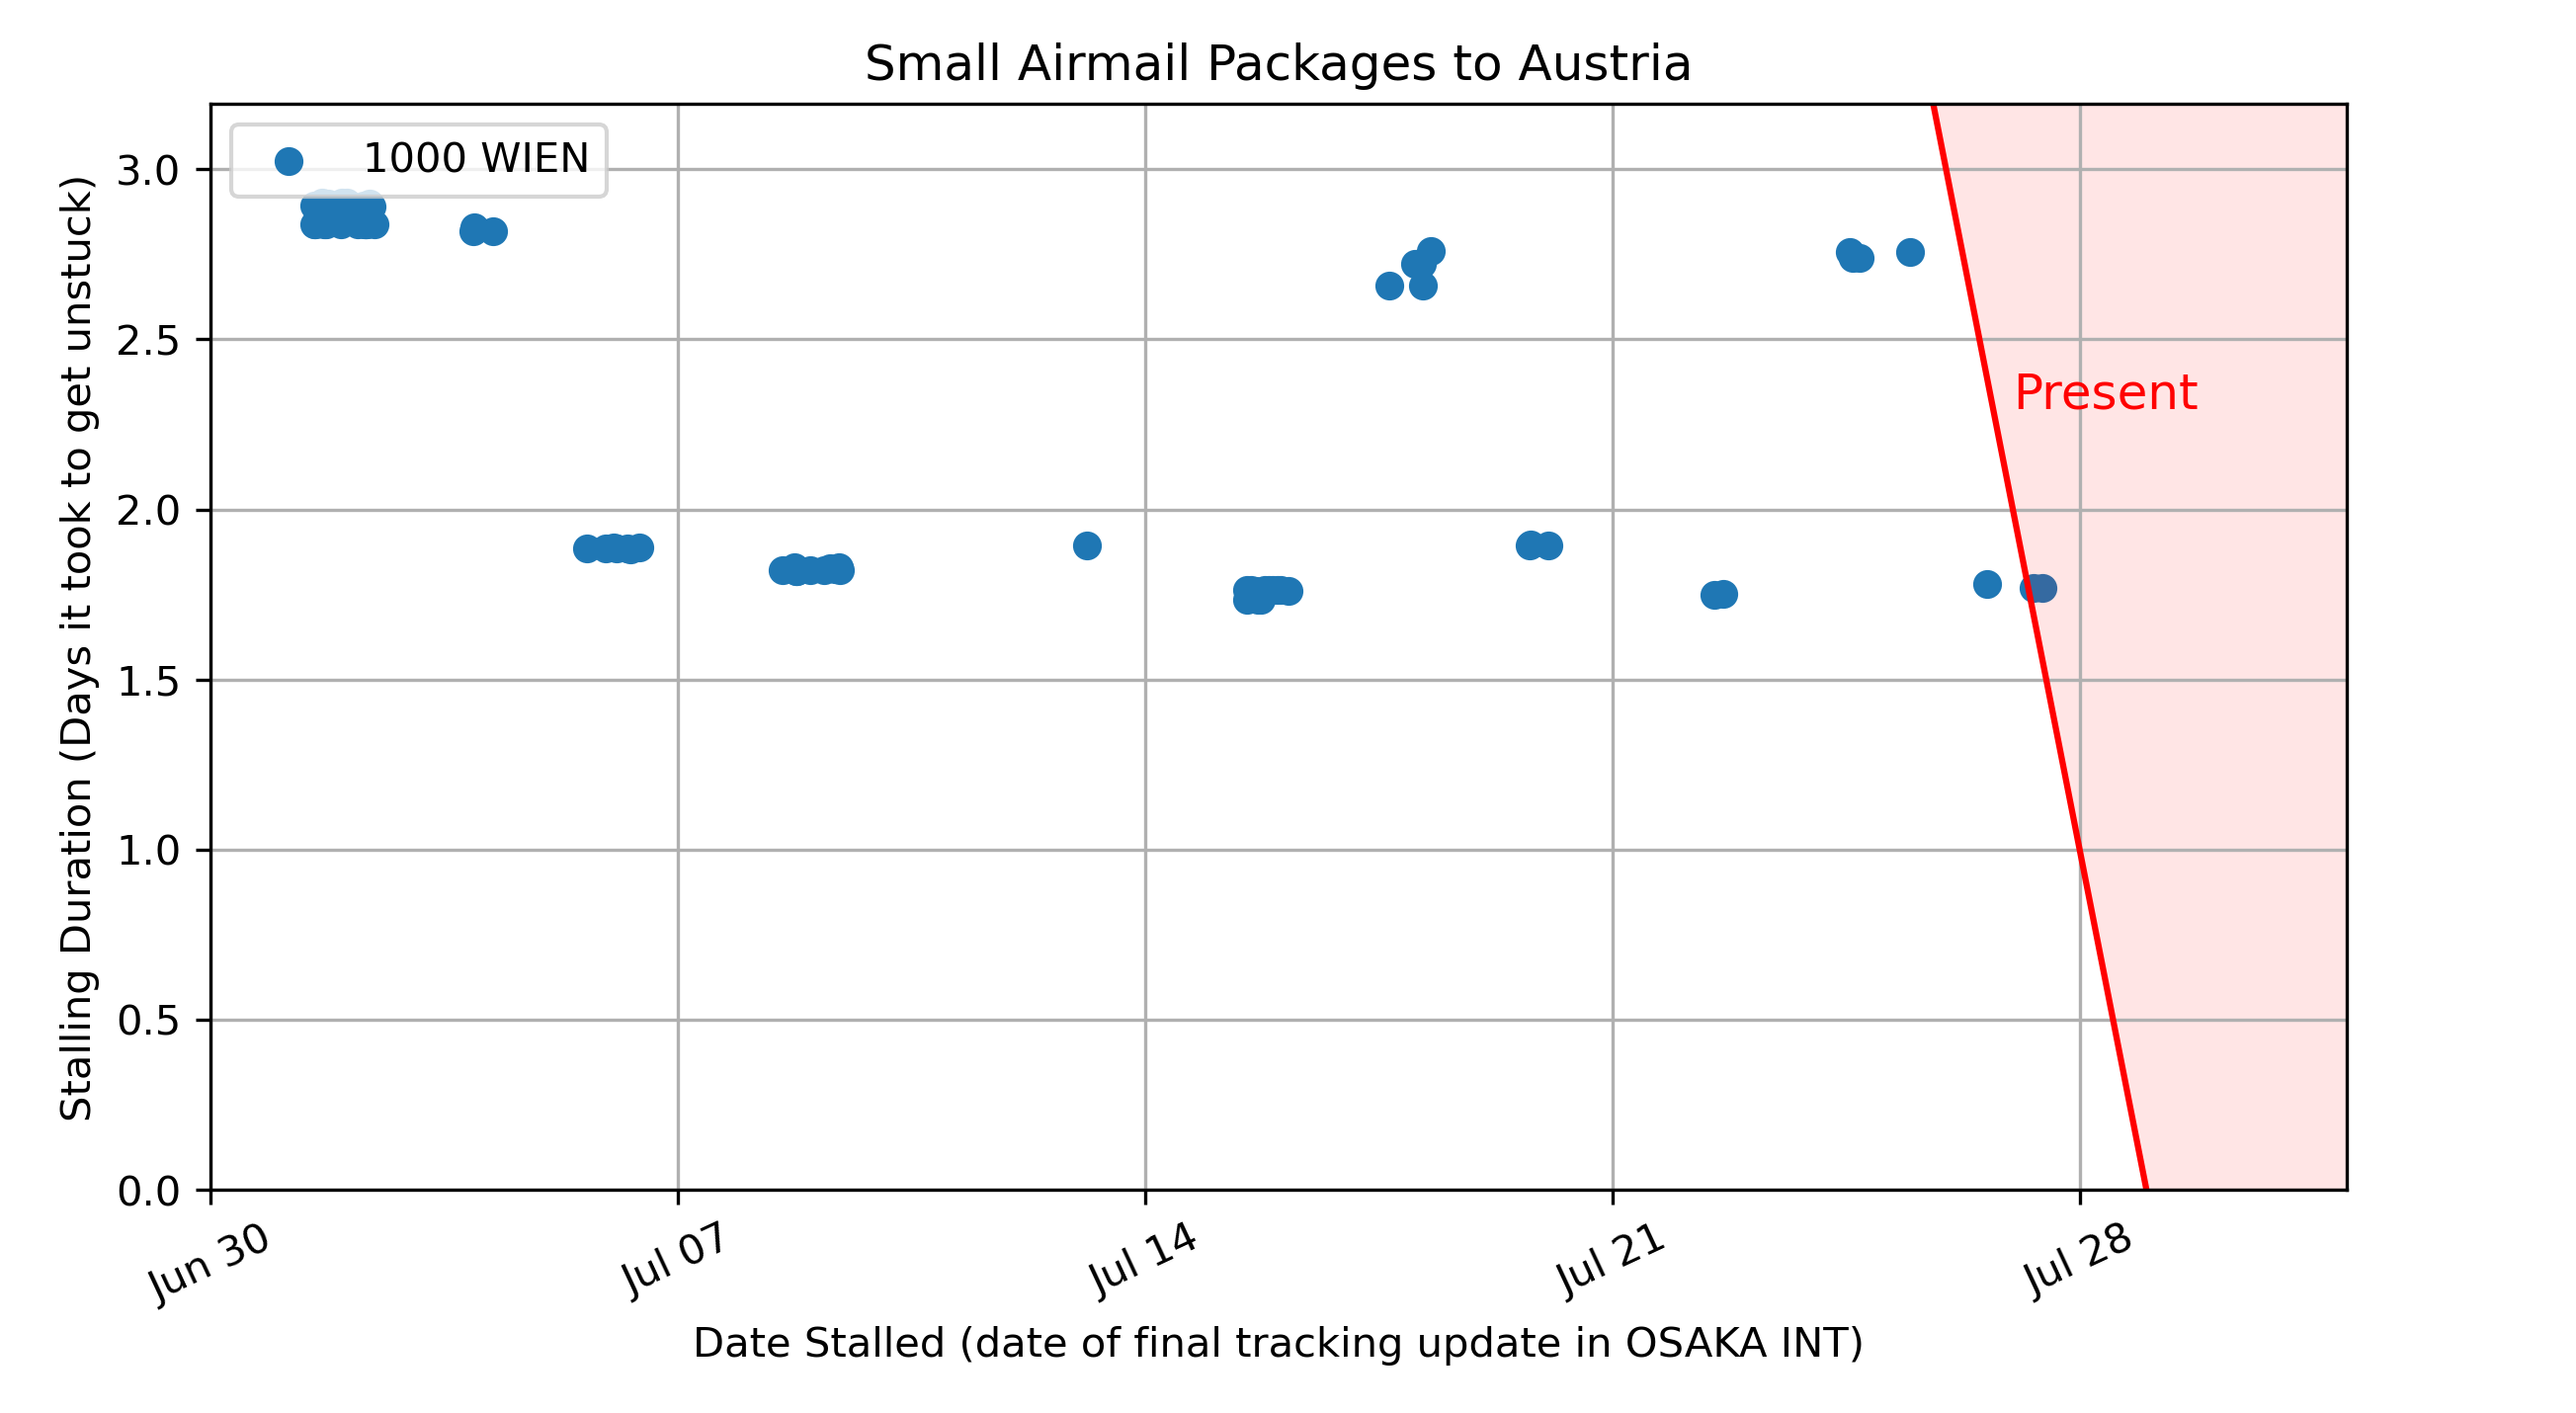 Small Airmail Packages to Austria
1000 WIEN
Stalling Duration (Days it took to get unstuck)
3.0
2.5
2.0
1.5
1.0
0.5
0.0
Present
Jun 30
Jul 07
Jul 14
Jul 21
Jul 28
Date Stalled (date of final tracking update in OSAKA INT)